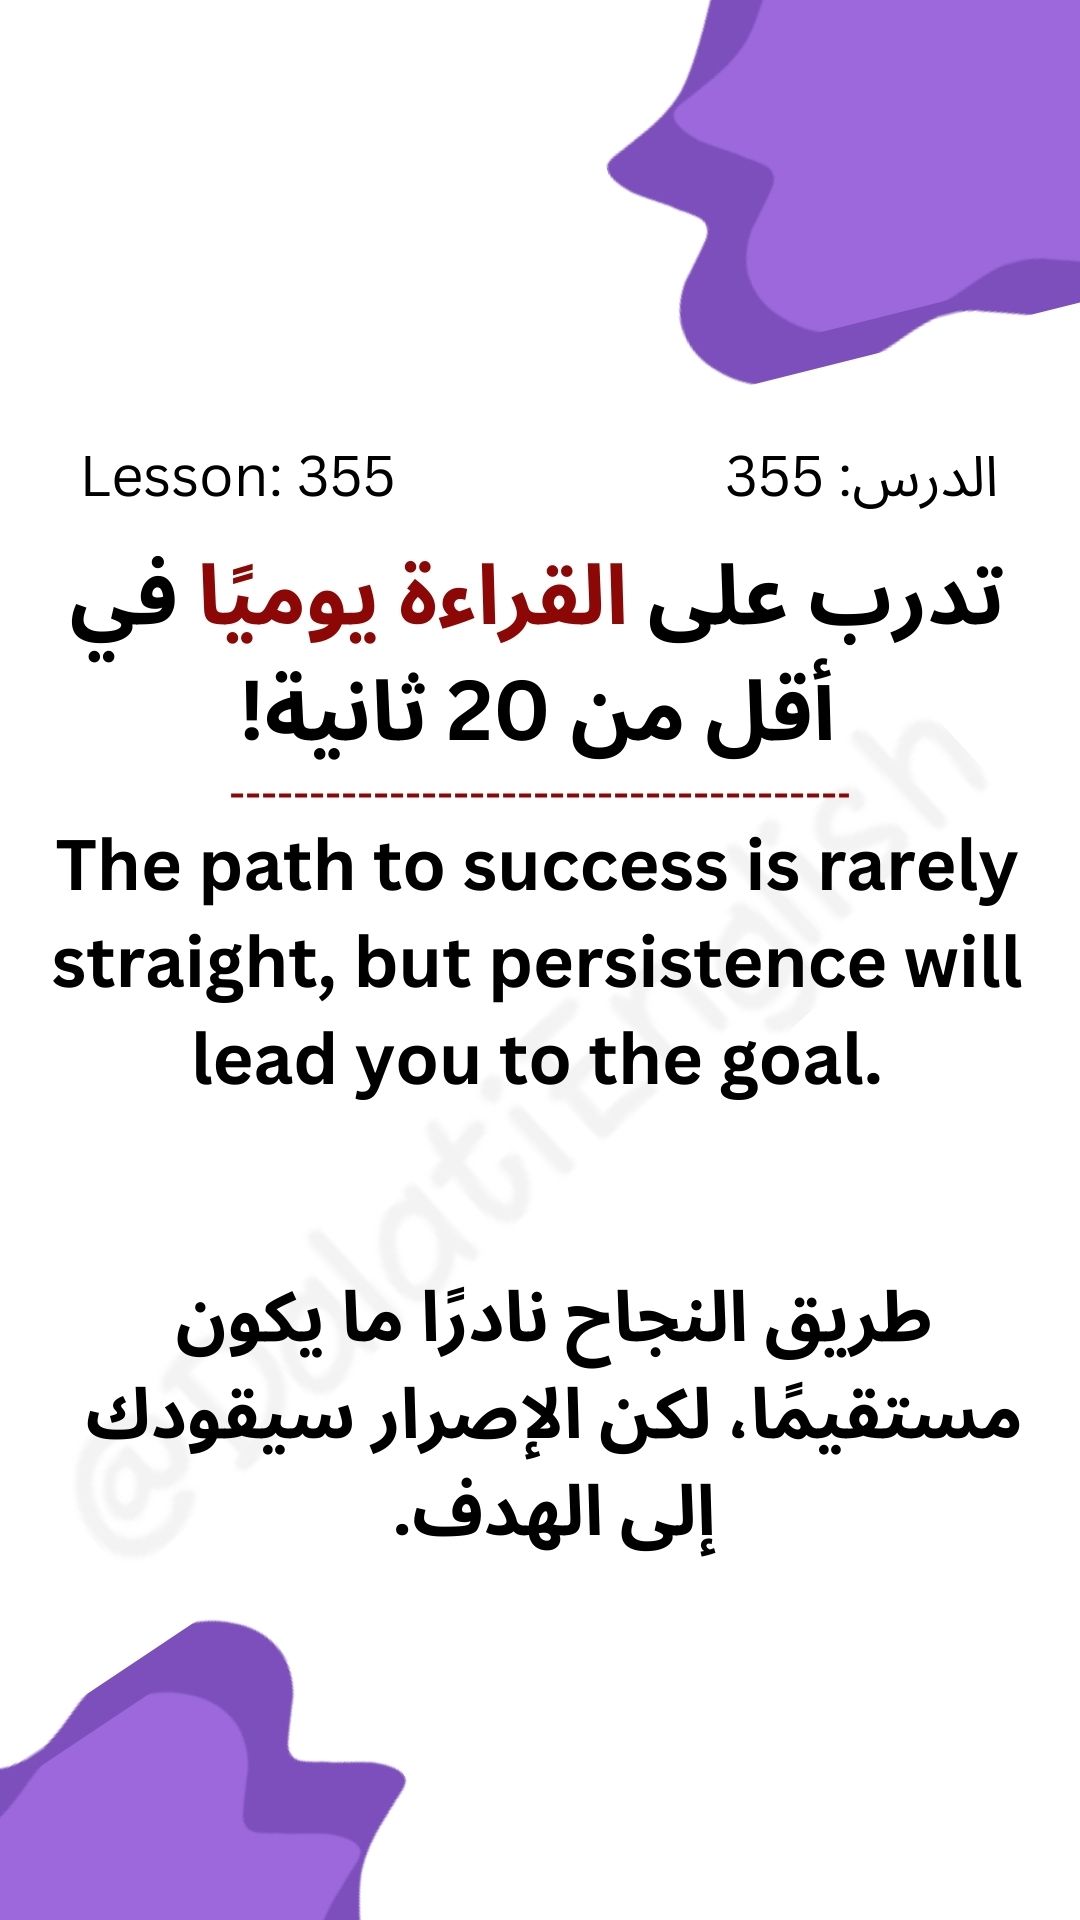 Lesson: 355
الدرس: 355
تدرب على القراءة يوميًا في
أقل من 20 ثانية!
The path to success is rarely
straight, but persistence will
lead you to the goal.
طريق النجاح نادرًا ما يكون
مستقيمًا، لكن الإصرار سيقودك
إلى الهدف.
@DalatiEnglish